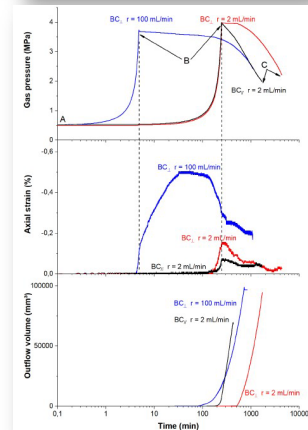 BC⊥ r = 100 mL/min
BC⊥ r = 2 mL/min
4
3
2
1
0
Gas pressure (MPa)
A
B
C
BC∥ r = 2 mL/min
-0,6
-0,4
-0,2
0,0
Axial strain (%)
BC⊥ r = 100 mL/min
BC⊥ r = 2 mL/min
BC∥ r = 2 mL/min
100000
50000
0
Outflow volume (mm³)
BC⊥ r = 100 mL/min
BC∥ r = 2 mL/min
BC⊥ r = 2 mL/min
0,1
1
10
100
1000
10000
Time (min)